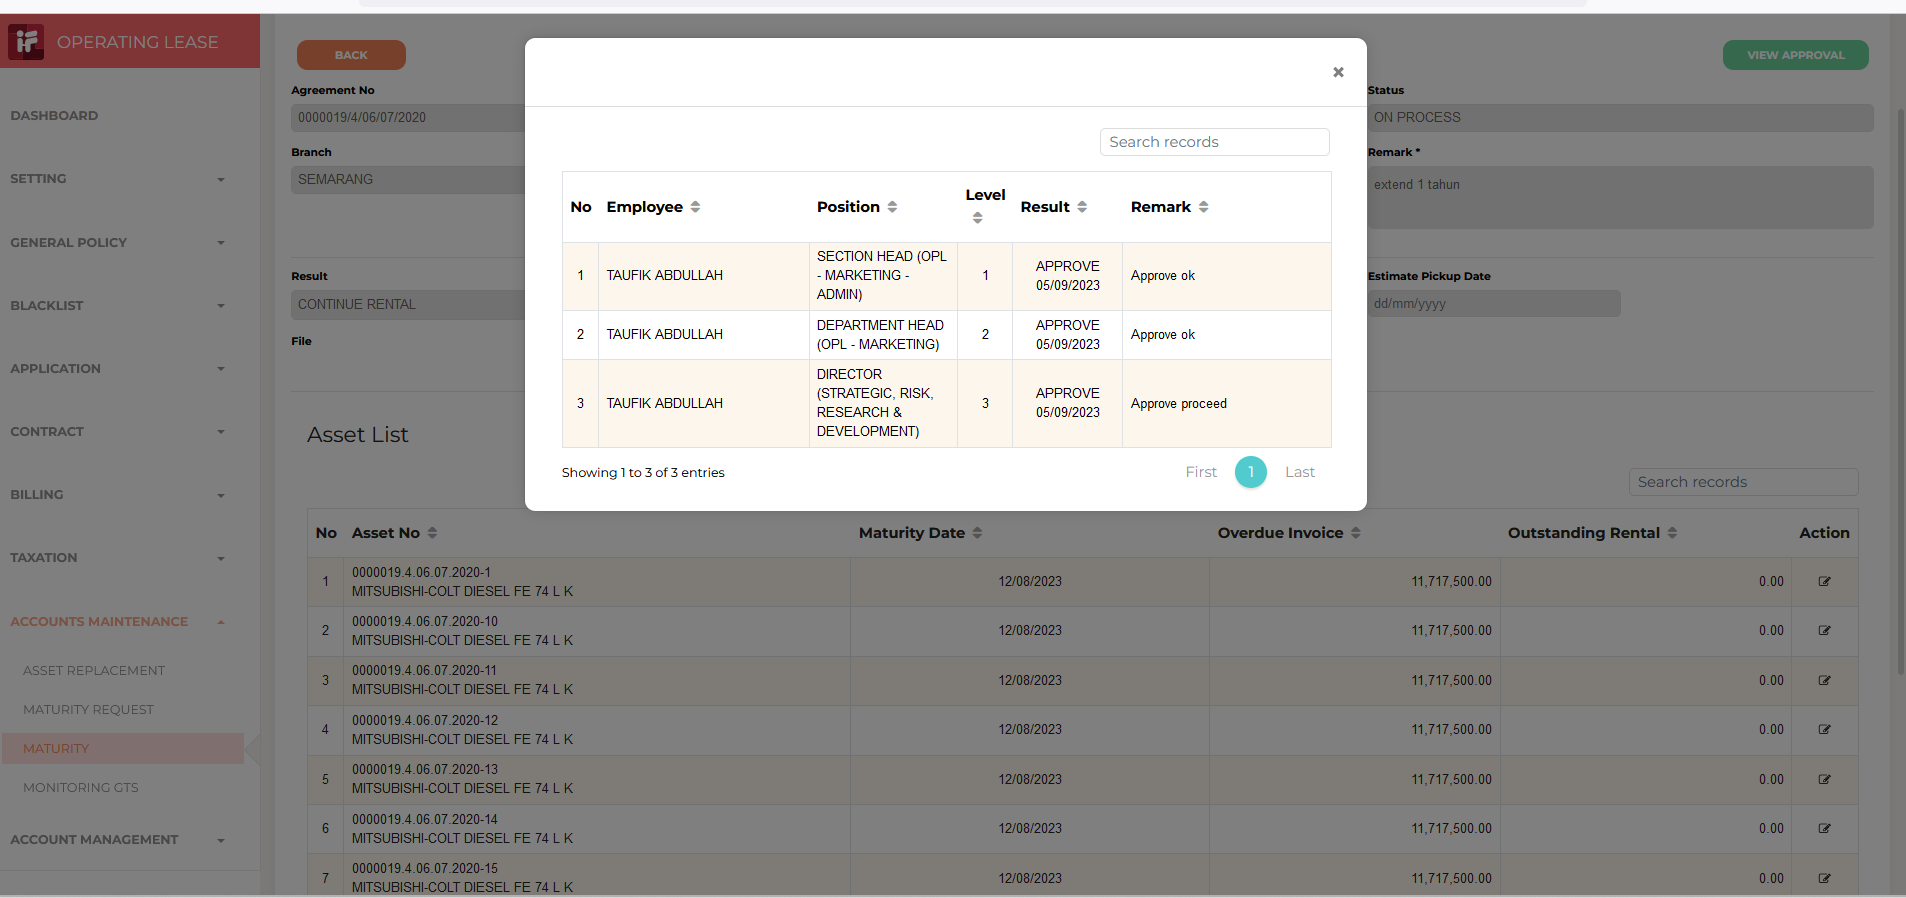 OPERATING LEASE
DASHBOARD
SETTING
GENERAL POLICY
BLACKLIST
APPLICATION
CONTRACT
BILLING
TAXATION
ACCOUNTS MAINTENANCE
ASSET REPLACEMENT
MATURITY REQUEST
MATURITY
MONITORING GTS
ACCOUNT MANAGEMENT
BACK
VIEW APPROVAL
Agreement No
0000019/4/06/07/2020
Branch
SEMARANG
Result
CONTINUE RENTAL
File
Status
ON PROCESS
Remark *
extend 1 tahun
Estimate Pickup Date
dd/mm/yyyy
×
Search records
No Employee Position Level Result Remark
1 TAUFIK ABDULLAH SECTION HEAD (OPL
- MARKETING -
ADMIN) 1 APPROVE
05/09/2023 Approve ok
2 TAUFIK ABDULLAH DEPARTMENT HEAD
(OPL - MARKETING) 2 APPROVE
05/09/2023 Approve ok
3 TAUFIK ABDULLAH DIRECTOR
(STRATEGIC, RISK,
RESEARCH &
DEVELOPMENT) 3 APPROVE
05/09/2023 Approve proceed
Showing 1 to 3 of 3 entries
First 1 Last
Asset List
Search records
No Asset No Maturity Date Overdue Invoice Outstanding Rental Action
1 0000019.4.06.07.2020-1
MITSUBISHI-COLT DIESEL FE 74 L K 12/08/2023 11,717,500.00 0.00
2 0000019.4.06.07.2020-10
MITSUBISHI-COLT DIESEL FE 74 L K 12/08/2023 11,717,500.00 0.00
3 0000019.4.06.07.2020-11
MITSUBISHI-COLT DIESEL FE 74 L K 12/08/2023 11,717,500.00 0.00
4 0000019.4.06.07.2020-12
MITSUBISHI-COLT DIESEL FE 74 L K 12/08/2023 11,717,500.00 0.00
5 0000019.4.06.07.2020-13
MITSUBISHI-COLT DIESEL FE 74 L K 12/08/2023 11,717,500.00 0.00
6 0000019.4.06.07.2020-14
MITSUBISHI-COLT DIESEL FE 74 L K 12/08/2023 11,717,500.00 0.00
7 0000019.4.06.07.2020-15
MITSUBISHI-COLT DIESEL FE 74 L K 12/08/2023 11,717,500.00 0.00